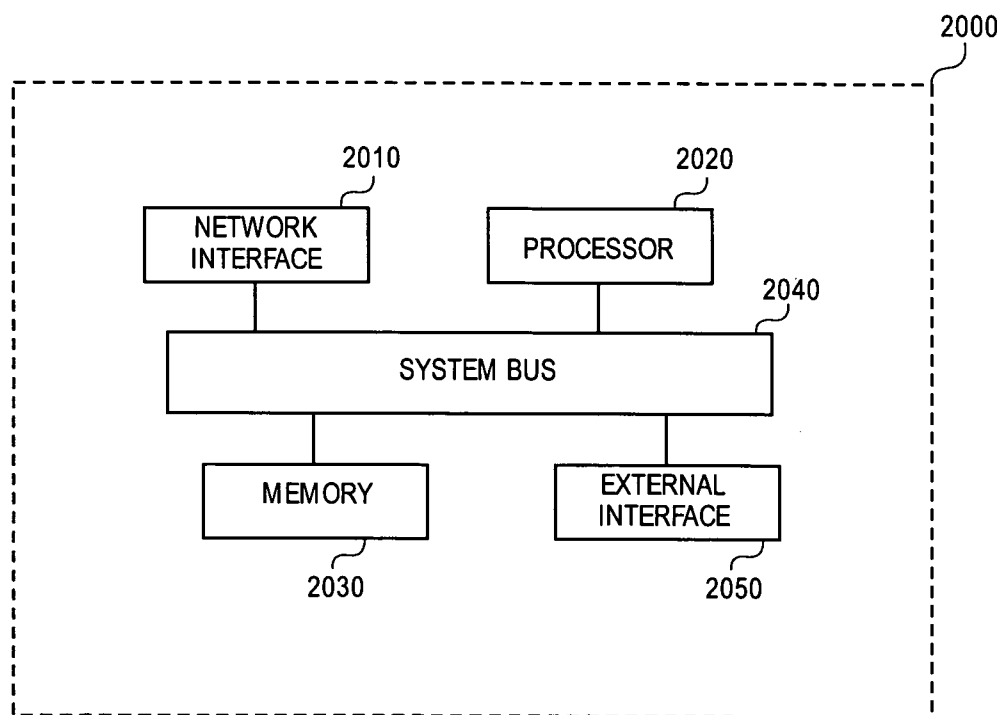 2000
2010
2020
NETWORK
INTERFACE
PROCESSOR
2040
SYSTEM BUS
MEMORY
EXTERNAL
INTERFACE
2030
2050